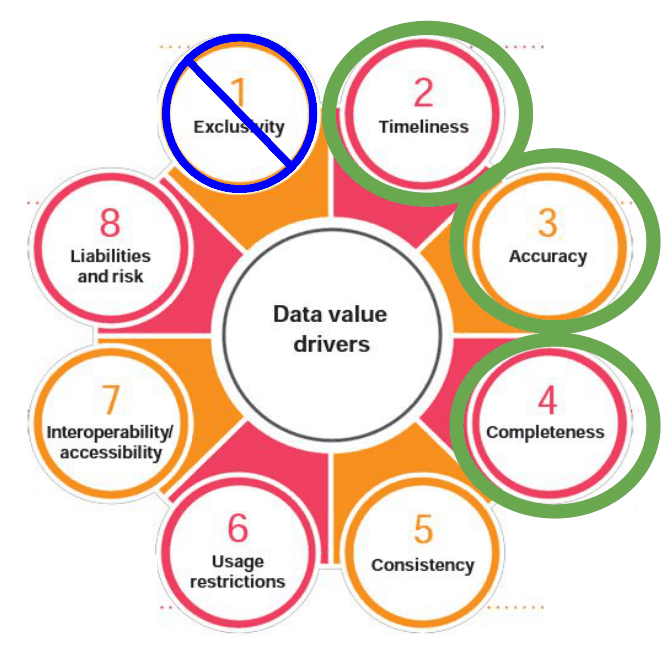 1
Exclusivity
2
Timeliness
3
Accuracy
4
Completeness
5
Consistency
6
Usage
restrictions
7
Interoperability/
accessibility
8
Liabilities
and risk
Data value
drivers